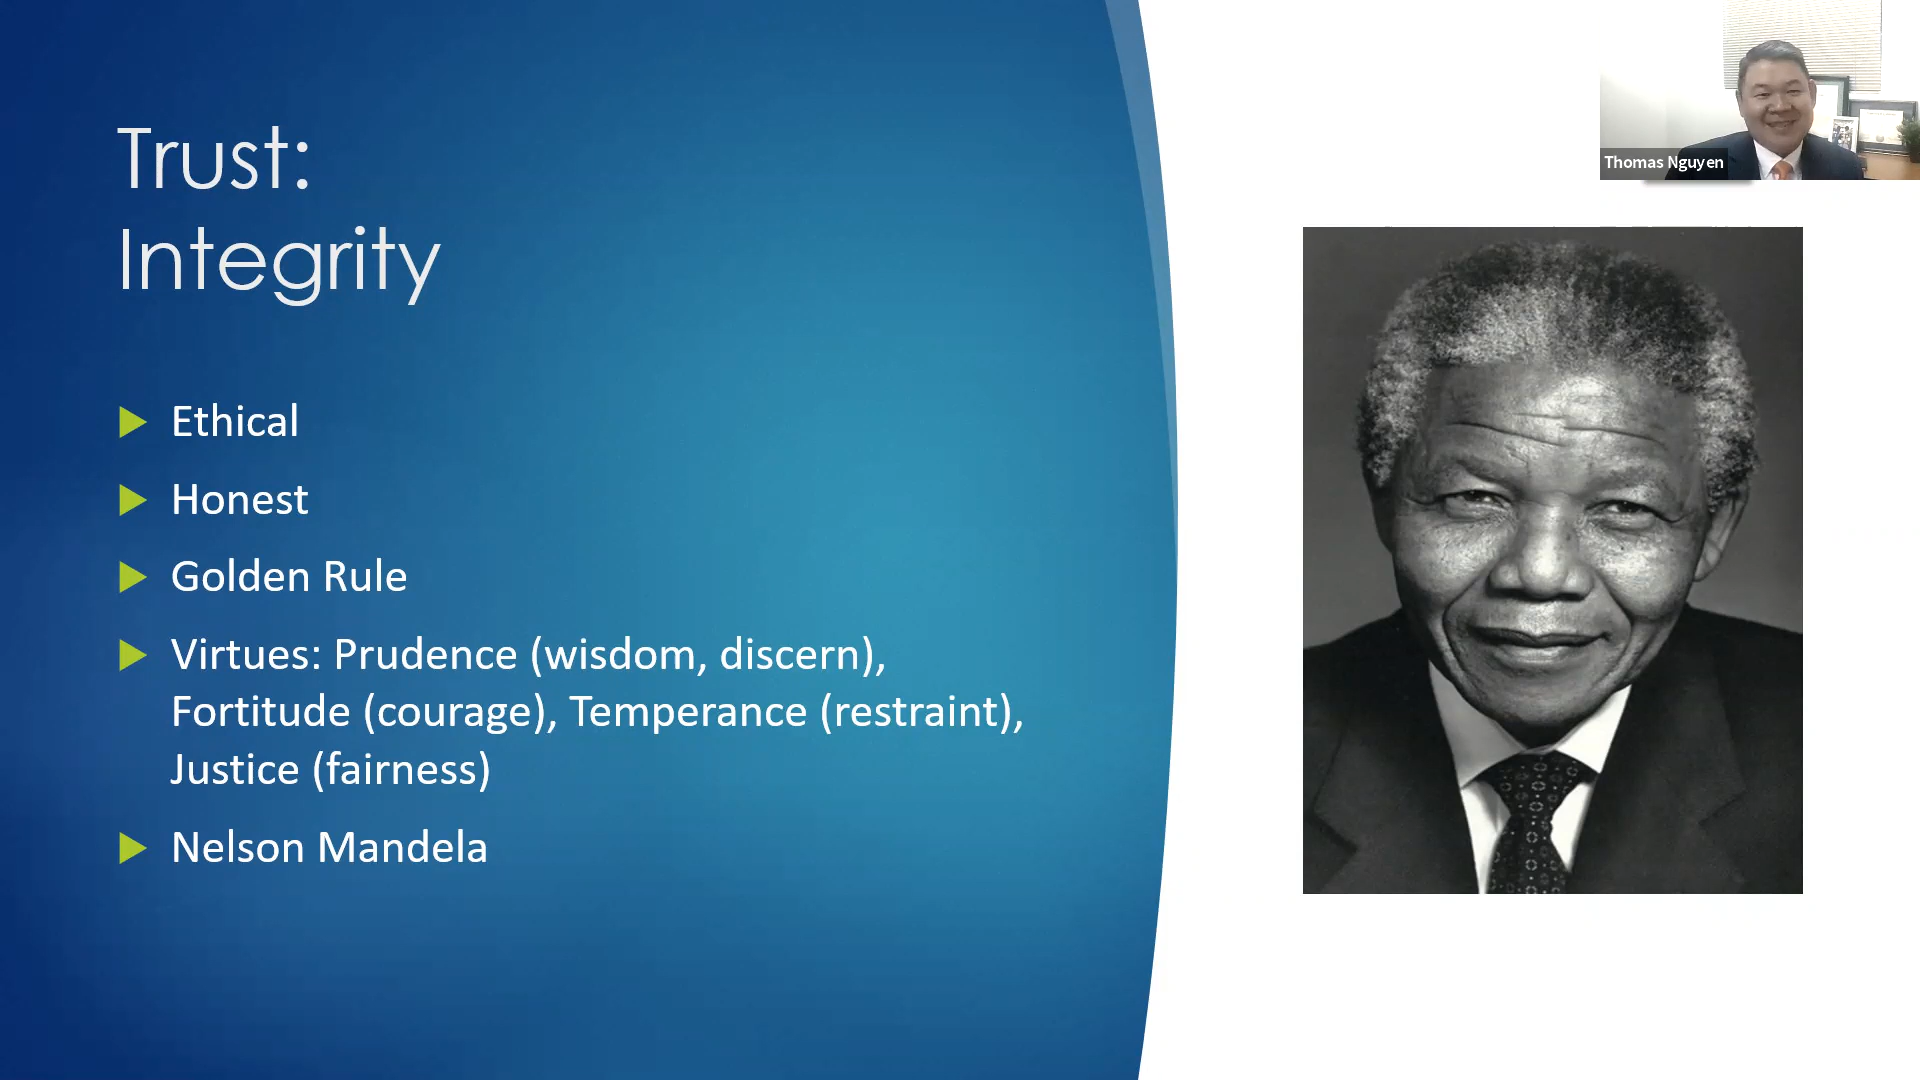 Trust:
Integrity
Ethical
Honest
Golden Rule
Virtues: Prudence (wisdom, discern),
Fortitude (courage), Temperance (restraint),
Justice (fairness)
Nelson Mandela
Thomas Nguyen